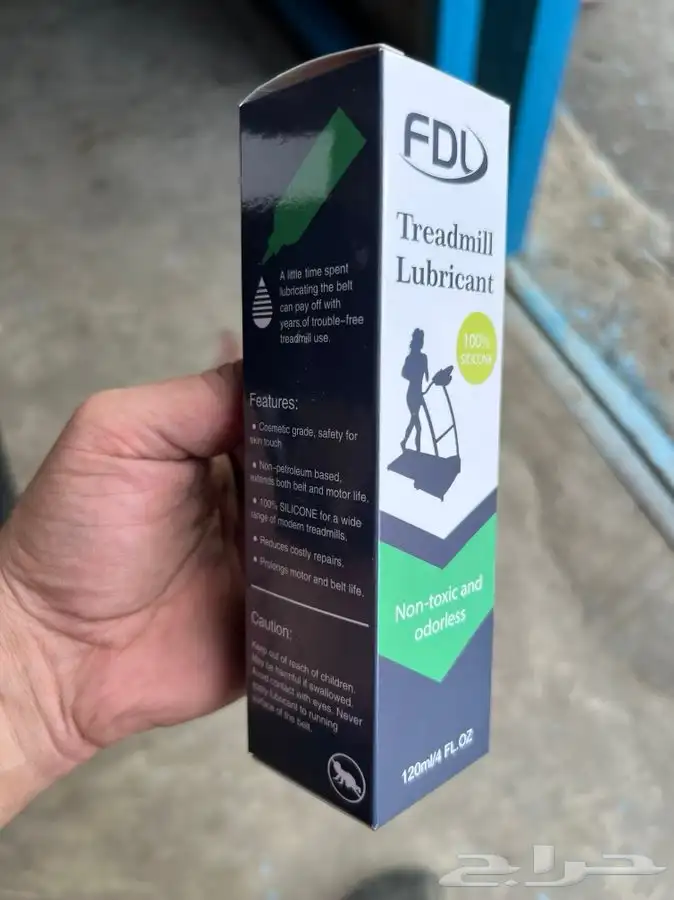 FDL
Treadmill
Lubricant
100%
SILICONE
Non-toxic and
odorless
120ml/4 FL.OZ
A little time spent
lubricating the belt
can pay off with
years of trouble-free
treadmill use.
Features:
• Cosmetic grade, safety for
skin touch
• Non-petroleum based,
extends both belt and motor life.
• 100% SILICONE for a wide
range of modern treadmills.
• Reduces costly repairs.
• Prolongs motor and belt life.
Caution:
Keep out of reach of children.
May be harmful if swallowed.
Avoid contact with eyes. Never
apply lubricant to running
surface of the belt.
حراج